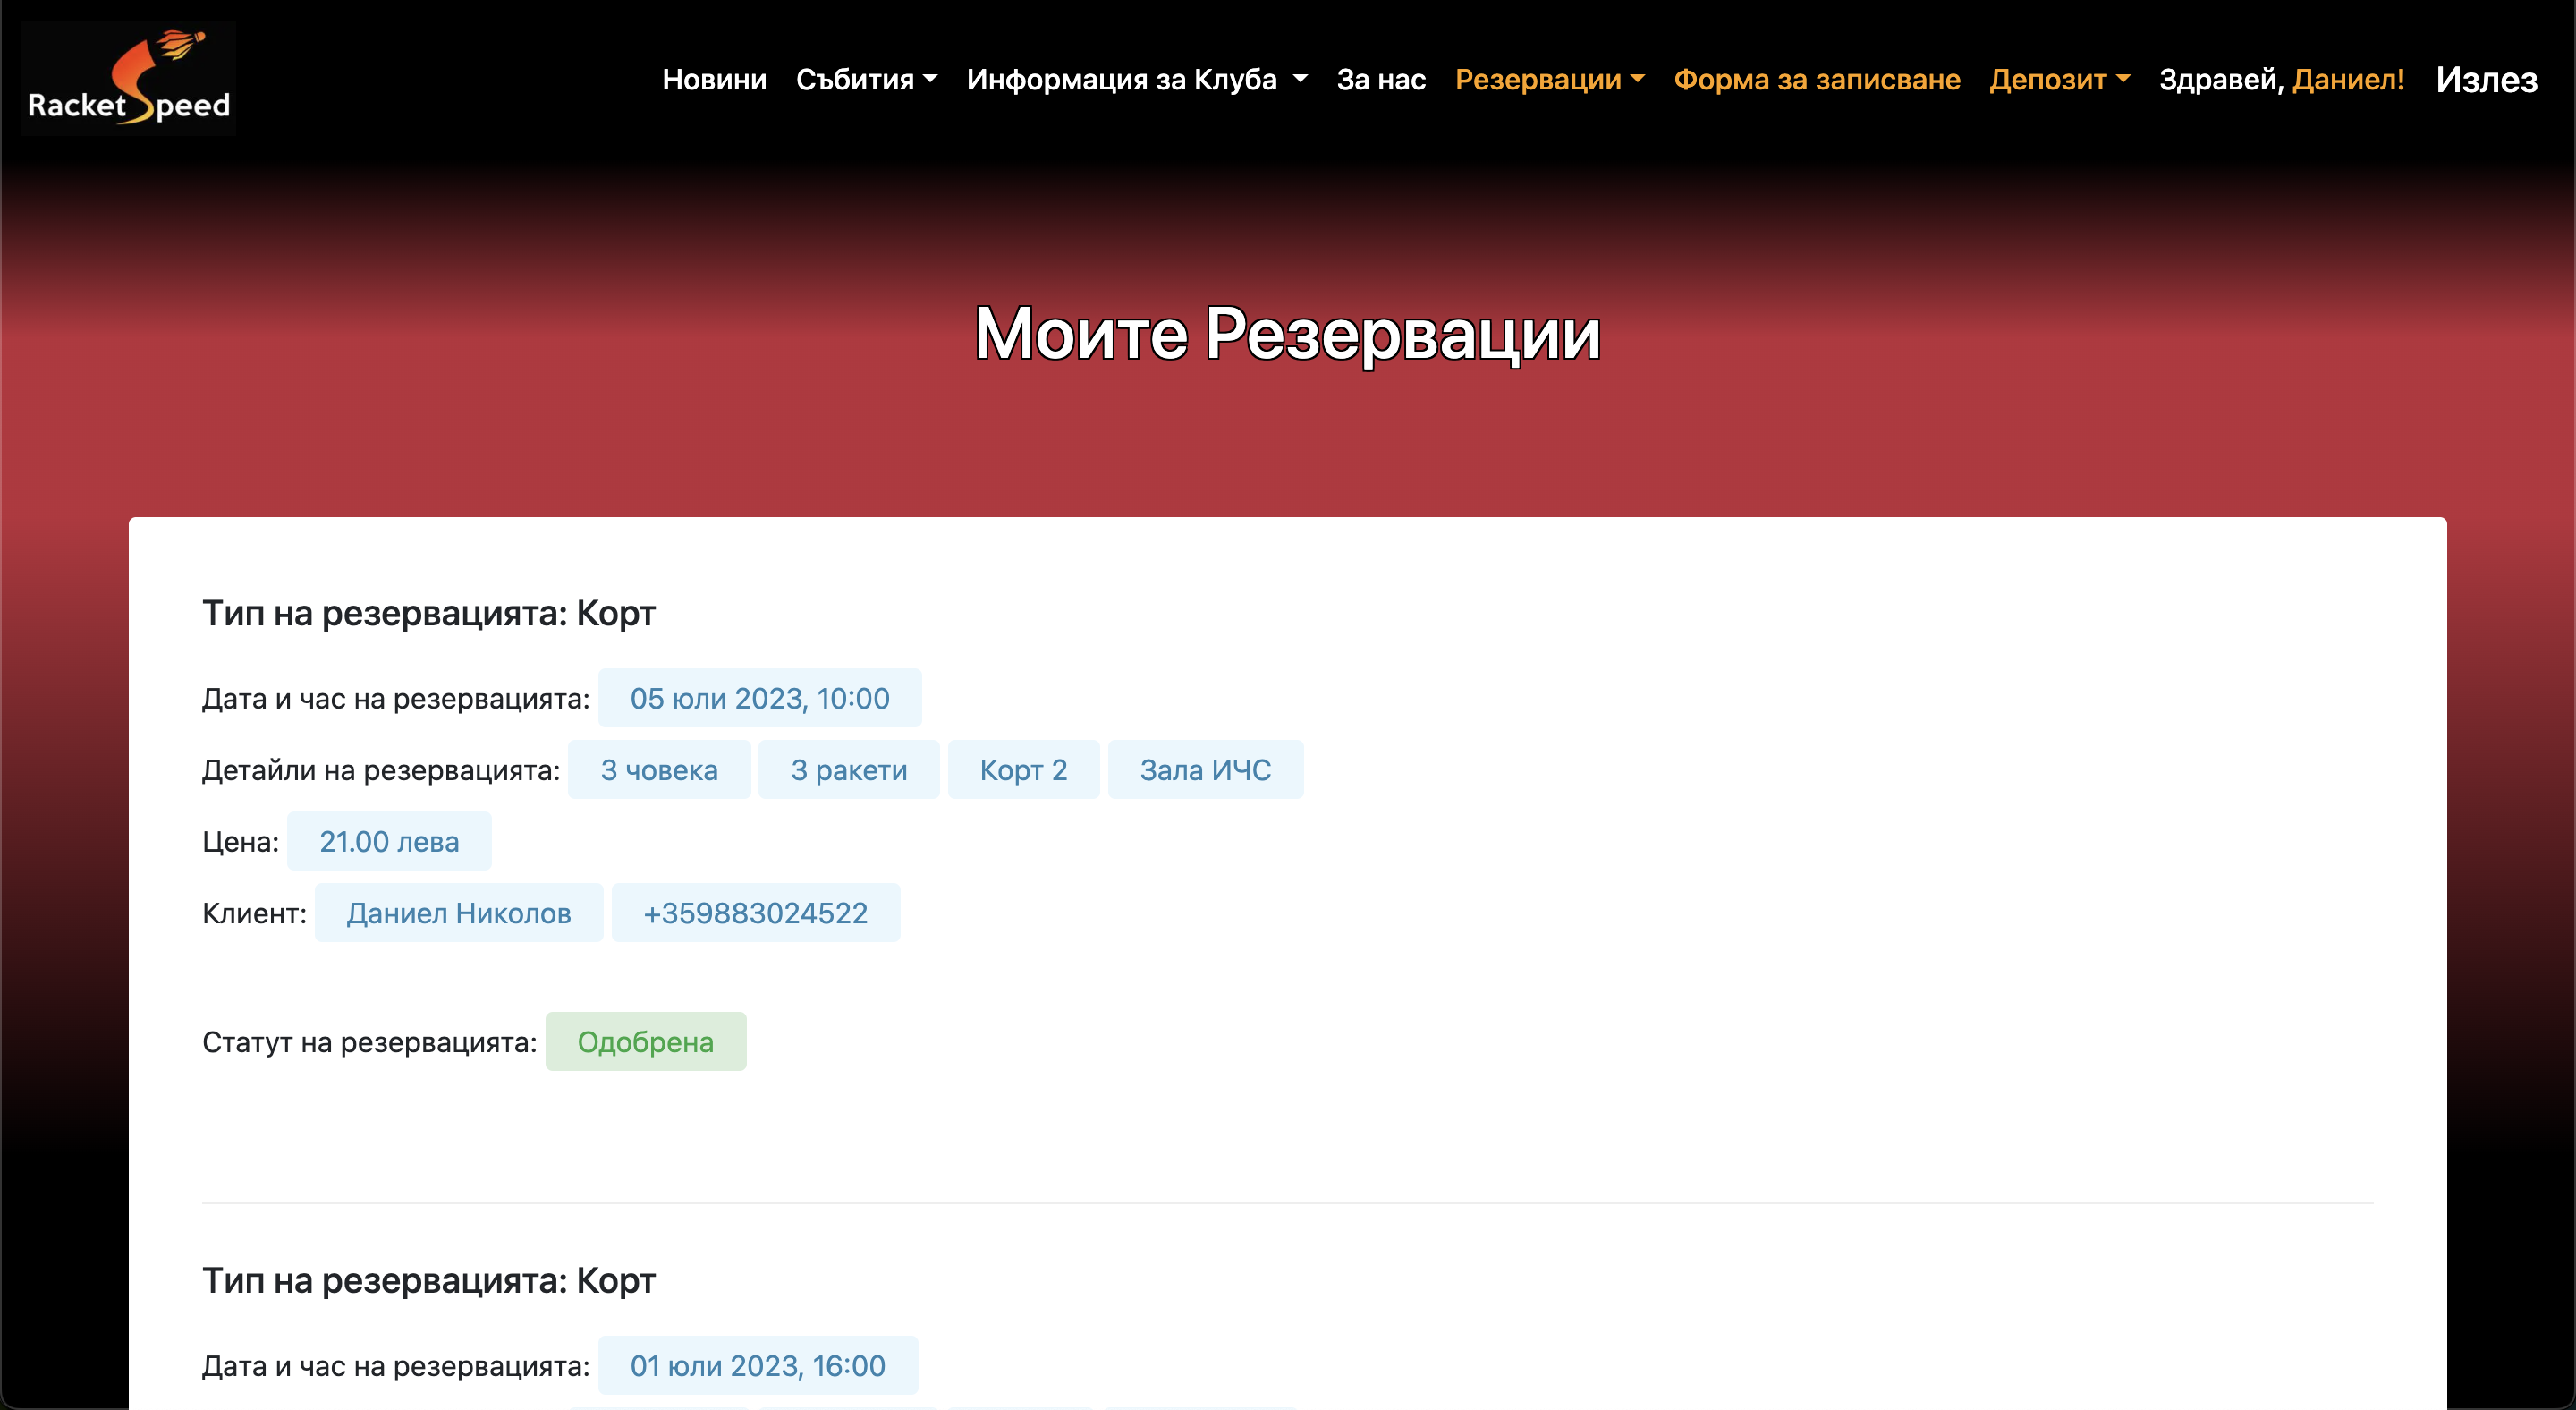 RacketSpeed
Новини Събития Информация за Клуба За нас Резервации Форма за записване Депозит Здравей, Даниел! Излез
Моите Резервации
Тип на резервацията: Корт
Дата и час на резервацията: 05 юли 2023, 10:00
Детайли на резервацията: 3 човека 3 ракети Корт 2 Зала ИЧС
Цена: 21.00 лева
Клиент: Даниел Николов +359883024522
Статут на резервацията: Одобрена
Тип на резервацията: Корт
Дата и час на резервацията: 01 юли 2023, 16:00